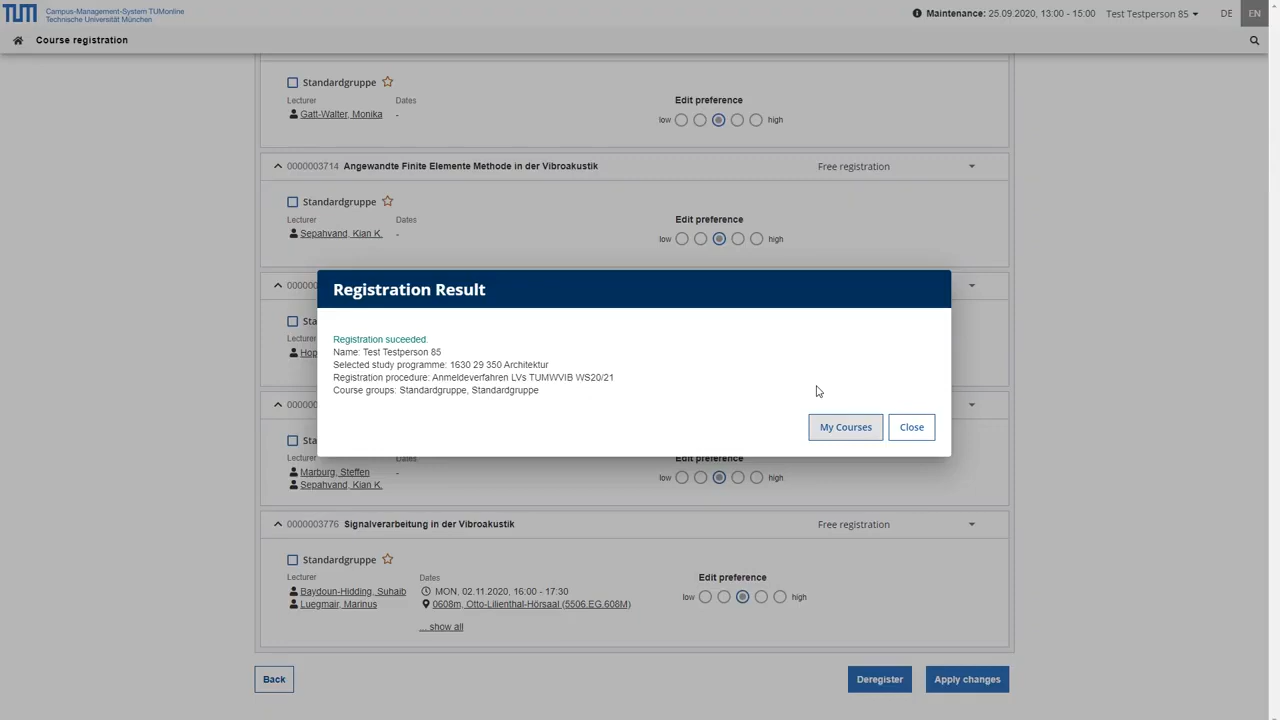 TUM Campus-Management-System TUMonline
Technische Universität München
Maintenance: 25.09.2020, 13:00 - 15:00 Test Testperson 85 DE EN
Course registration
Standardgruppe
Lecturer Dates Edit preference
Gatt-Walter, Monika - low high
0000003714 Angewandte Finite Elemente Methode in der Vibroakustik Free registration
Standardgruppe
Lecturer Dates Edit preference
Sepahvand, Kian K. - low high
00000
Sta
Hop
Registration Result
Registration suceeded.
Name: Test Testperson 85
Selected study programme: 1630 29 350 Architektur
Registration procedure: Anmeldeverfahren LVs TUMWVIB WS20/21
Course groups: Standardgruppe, Standardgruppe
My Courses Close
00000
Sta
Lecturer Dates Edit preference
Marburg, Steffen - low high
Sepahvand, Kian K.
0000003776 Signalverarbeitung in der Vibroakustik Free registration
Standardgruppe
Lecturer Dates Edit preference
Baydoun-Hidding, Suhaib MON, 02.11.2020, 16:00 - 17:30 low high
Luegmair, Marinus 0608m, Otto-Lilienthal-Hörsaal (5506.EG.608M)
... show all
Back Deregister Apply changes